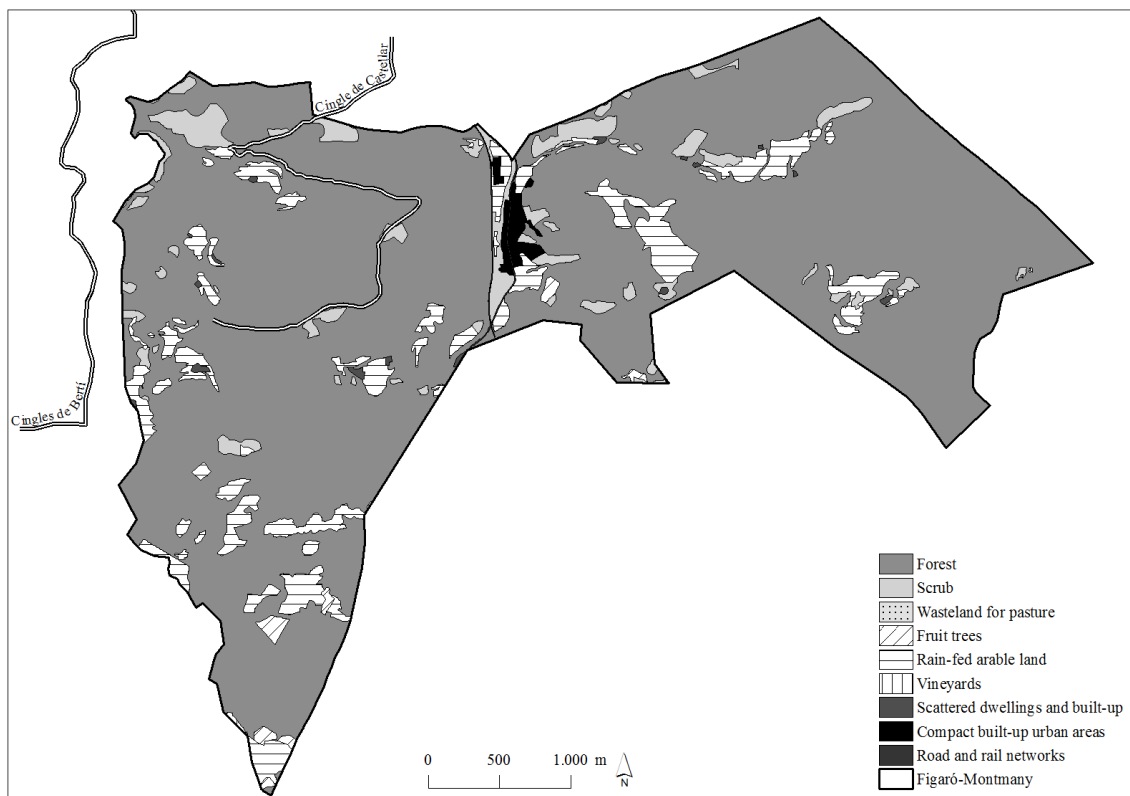 Cingle de Castellar
Cingles de Bertí
Forest
Scrub
Wasteland for pasture
Fruit trees
Rain-fed arable land
Vineyards
Scattered dwellings and built-up
Compact built-up urban areas
Road and rail networks
Figaró-Montmany
0 500 1.000 m
N